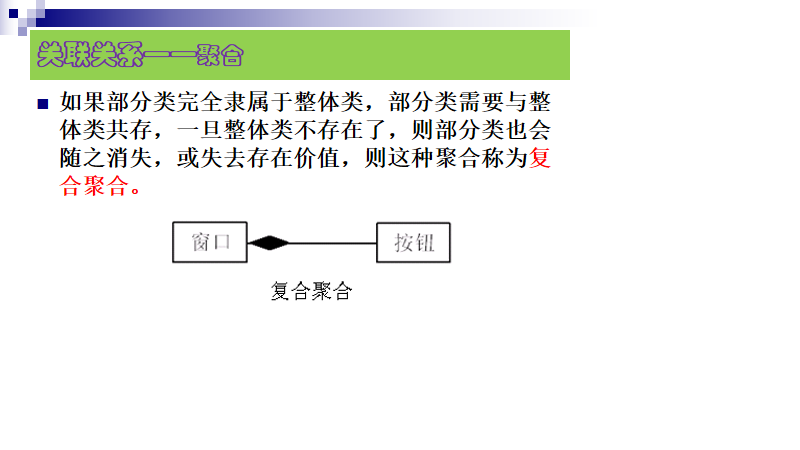 关联关系——聚合
如果部分类完全隶属于整体类，部分类需要与整
体类共存，一旦整体类不存在了，则部分类也会
随之消失，或失去存在价值，则这种聚合称为复
合聚合。
窗口 按钮
复合聚合